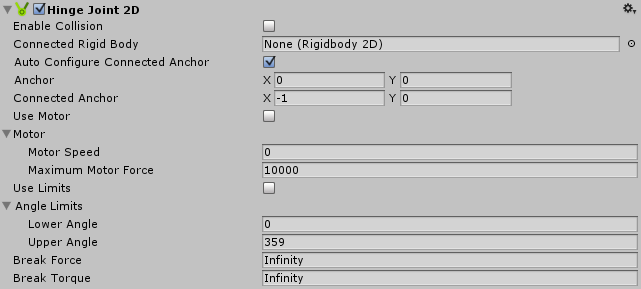 Hinge Joint 2D
Enable Collision
Connected Rigid Body None (Rigidbody 2D)
Auto Configure Connected Anchor
Anchor X 0 Y 0
Connected Anchor X -1 Y 0
Use Motor
Motor
Motor Speed 0
Maximum Motor Force 10000
Use Limits
Angle Limits
Lower Angle 0
Upper Angle 359
Break Force Infinity
Break Torque Infinity